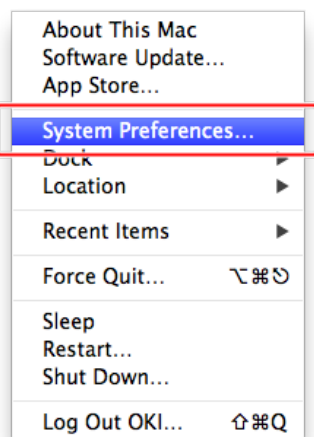 About This Mac
Software Update...
App Store...
System Preferences...
Dock ▶
Location ▶
Recent Items ▶
Force Quit... ⌥⌘⎋
Sleep
Restart...
Shut Down...
Log Out OKI... ⇧⌘Q